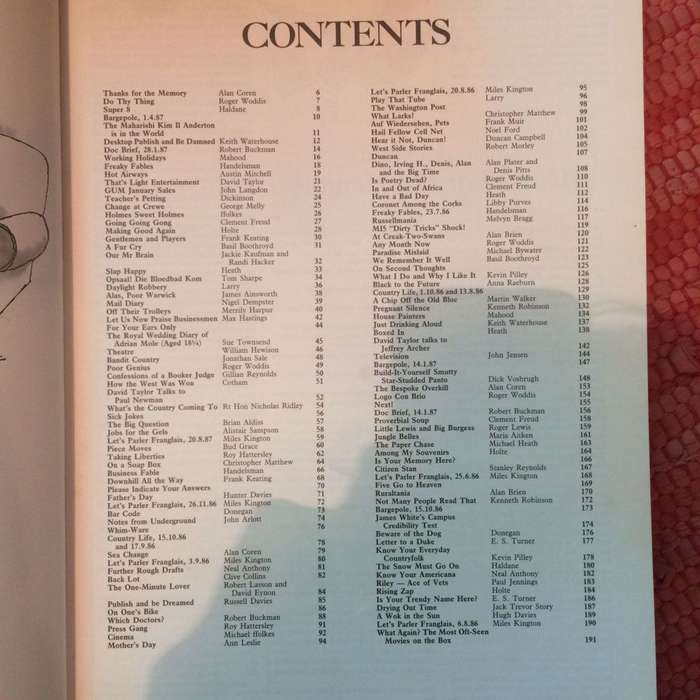 CONTENTS
Thanks for the Memory Alan Coren 6
Do Thy Thing Roger Woddis 7
Super 8 Haldane 8
Bargepole, 1.4.87 10
The Maharishi Kim Il Anderton
is in the World 11
Desktop Publish and Be Damned Keith Waterhouse 12
Doc Brief, 28.1.87 Robert Buckman 14
Working Holidays Mahood 16
Freaky Fables Handelsman 18
Hot Airways Austin Mitchell 19
That's Light Entertainment David Taylor 21
GUM January Sales John Langdon 22
Teacher's Petting Dickinson 24
Change at Crewe George Melly 25
Holmes Sweet Holmes ffolkes 26
Going Going Gong Clement Freud 27
Making Good Again Holte 28
Gentlemen and Players Frank Keating 30
A Far Cry Basil Boothroyd 31
Our Mr Brain Jackie Kaufman and
Randi Hacker 32
Slap Happy Heath 33
Opsaal! Die Bloedbad Kom Tom Sharpe 34
Daylight Robbery Larry 36
Alas, Poor Warwick James Ainsworth 38
Mail Diary Nigel Dempster 39
Off Their Trolleys Merrily Harpur 40
Let Us Now Praise Businessmen Max Hastings 42
For Your Ears Only 44
The Royal Wedding Diary of
Adrian Mole (Aged 18¾) Sue Townsend 45
Theatre William Hewison 46
Bandit Country Jonathan Sale 48
Poor Genius Roger Woddis 49
Confessions of a Booker Judge Gillian Reynolds 50
How the West Was Won Cotham 51
David Taylor Talks to
Paul Newman 52
What's the Country Coming To Rt Hon Nicholas Ridley 54
Sick Jokes 56
The Big Question Brian Aldiss 57
Jobs for the Gels Alistair Sampson 58
Let's Parler Franglais, 20.8.87 Miles Kington 59
Piece Moves Bud Grace 60
Taking Liberties Roy Hattersley 62
On a Soap Box Christopher Matthew 64
Business Fable Handelsman 66
Downhill All the Way Frank Keating 68
Please Indicate Your Answers 70
Father's Day Hunter Davies 71
Let's Parler Franglais, 26.11.86 Miles Kington 72
Bar Code Donegan 73
Notes from Underground John Arlott 74
Whim-Ware 76
Country Life, 15.10.86
and 17.9.86 78
Sea Change Alan Coren 79
Let's Parler Franglais, 3.9.86 Miles Kington 80
Further Rough Drafts Neal Anthony 81
Back Lot Clive Collins 82
The One-Minute Lover Robert Lasson and
David Eynon 84
Publish and be Dreamed Russell Davies 85
On One's Bike 86
Which Doctors? Robert Buckman 88
Press Gang Roy Hattersley 91
Cinema Michael ffolkes 92
Mother's Day Ann Leslie 94
Let's Parler Franglais, 20.8.86 Miles Kington 95
Play That Tube Larry 96
The Washington Post 98
What Larks! Christopher Matthew 99
Auf Wiedersehen, Pets Frank Muir 101
Hail Fellow Cell Net Noel Ford 102
Hear it Not, Duncan! Duncan Campbell 104
West Side Stories Robert Morley 105
Duncan 107
Dino, Irving H., Denis, Alan Alan Plater and
and the Big Time Denis Pitts 108
Is Poetry Dead? Roger Woddis 110
In and Out of Africa Clement Freud 111
Have a Bad Day Heath 112
Coronet Among the Corks Libby Purves 114
Freaky Fables, 23.7.86 Handelsman 116
Russellmania Melvyn Bragg 117
MI5 "Dirty Tricks" Shock! 119
At Creak-Two-Swans Alan Brien 120
Any Month Now Roger Woddis 121
Paradise Mislaid Michael Bywater 122
We Remember It Well Basil Boothroyd 123
On Second Thoughts 125
What I Do and Why I Like It Kevin Pilley 126
Black to the Future Anna Raeburn 128
Country Life, 1.10.86 and 13.8.86 129
A Chip Off the Old Bloc Martin Walker 130
Pregnant Silence Kenneth Robinson 132
House Painters Mahood 134
Just Drinking Aloud Keith Waterhouse 137
Boxed In Heath 138
David Taylor talks to
Jeffrey Archer 142
Television John Jensen 144
Bargepole, 14.1.87 147
Build-It-Yourself Smutty
Star-Studded Panto Dick Vosburgh 148
The Bespoke Overkill Alan Coren 153
Logo Con Brio Roger Woddis 154
Next! 155
Doc Brief, 14.1.87 Robert Buckman 156
Proverbial Soup Clement Freud 158
Little Lewis and Big Burgess Roger Lewis 159
Jungle Belles Maria Aitken 161
The Paper Chase Michael Heath 163
Among My Souvenirs Holte 164
Is Your Memory Here? 166
Citizen Stan Stanley Reynolds 167
Let's Parler Franglais, 25.6.86 Miles Kington 168
Five Go to Heaven 169
Ruraltania Alan Brien 170
Not Many People Read That Kenneth Robinson 172
Bargepole, 15.10.86 173
James White's Campus
Credibility Test 174
Beware of the Dog Donegan 176
Letter to a Duke E. S. Turner 177
Know Your Everyday
Countryfolk Kevin Pilley 178
The Snow Must Go On Haldane 180
Know Your Americana Neal Anthony 182
Riley — Ace of Vets Paul Jennings 183
Rising Zap Holte 184
Is Your Trendy Name Here? E. S. Turner 186
Drying Out Time Jack Trevor Story 187
A Wok in the Sun Hugh Davies 189
Let's Parler Franglais, 6.8.86 Miles Kington 190
What Again? The Most Oft-Seen
Movies on the Box 191